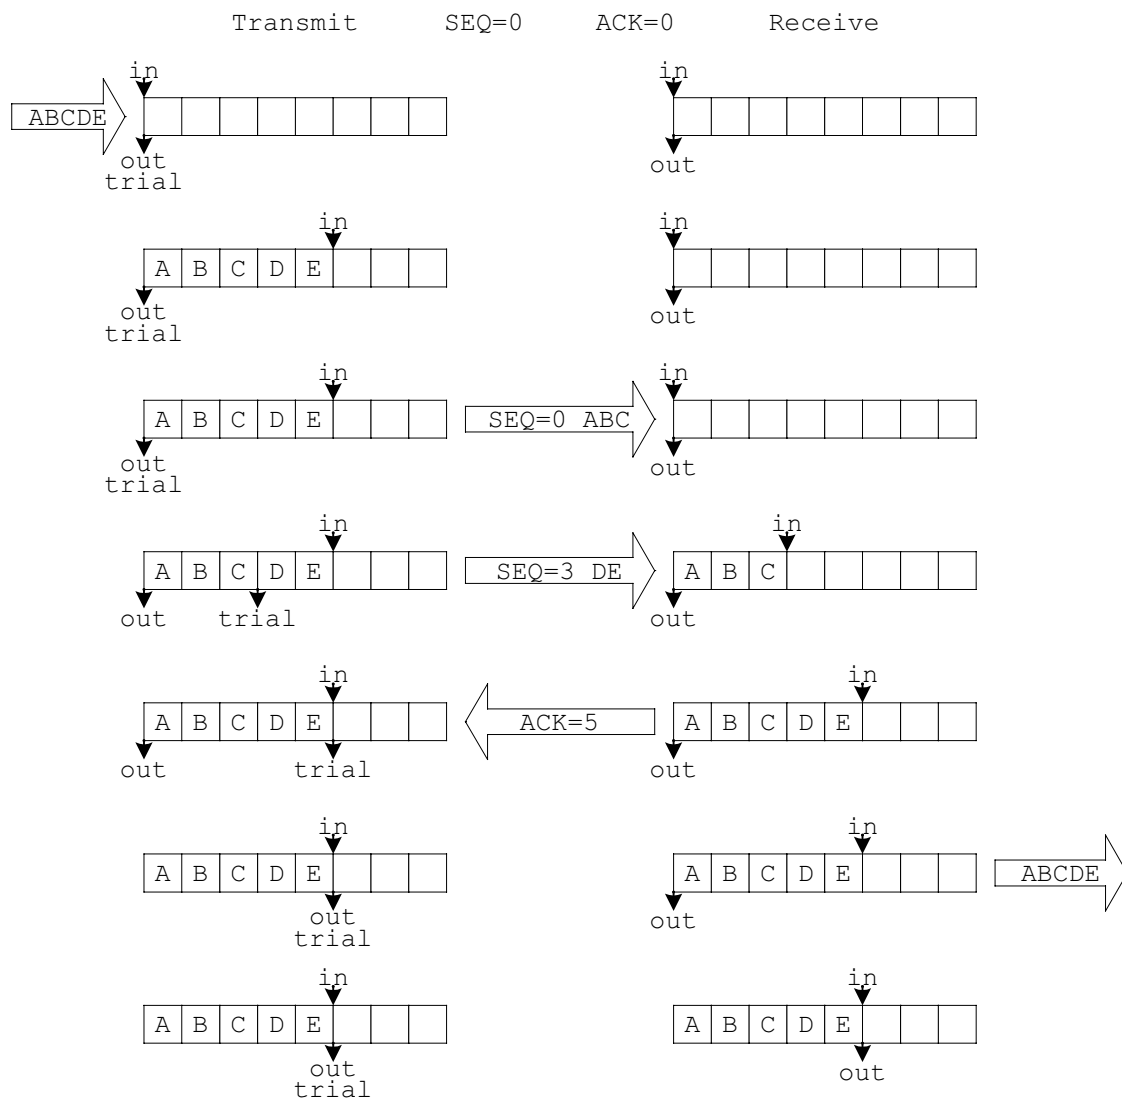 Transmit SEQ=0 ACK=0 Receive
in in
ABCDE
out out
trial
in in
A B C D E
out out
trial
in in
A B C D E SEQ=0 ABC
out out
trial
in in
A B C D E SEQ=3 DE A B C
out trial out
in in
A B C D E ACK=5 A B C D E
out trial out
in in
A B C D E A B C D E ABCDE
out out
trial
in in
A B C D E A B C D E
out out
trial